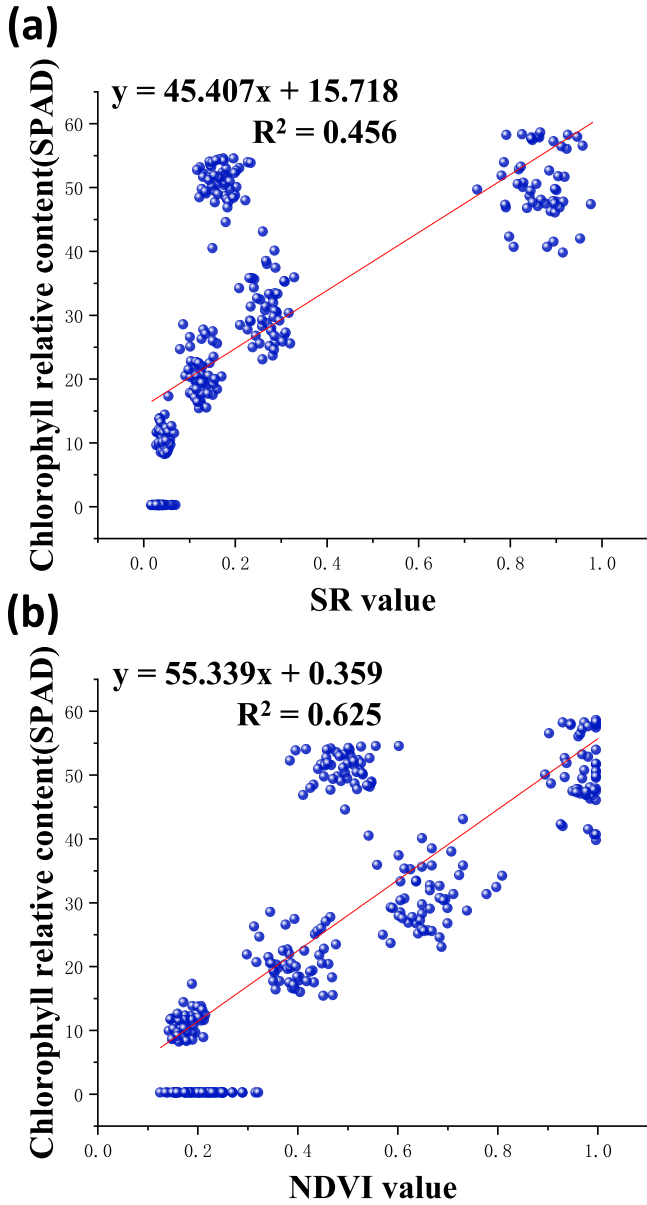 (a)
y = 45.407x + 15.718
R² = 0.456
Chlorophyll relative content(SPAD)
60
50
40
30
20
10
0
0.0 0.2 0.4 0.6 0.8 1.0
SR value
(b)
y = 55.339x + 0.359
R² = 0.625
Chlorophyll relative content(SPAD)
60
50
40
30
20
10
0
0.0 0.2 0.4 0.6 0.8 1.0
NDVI value